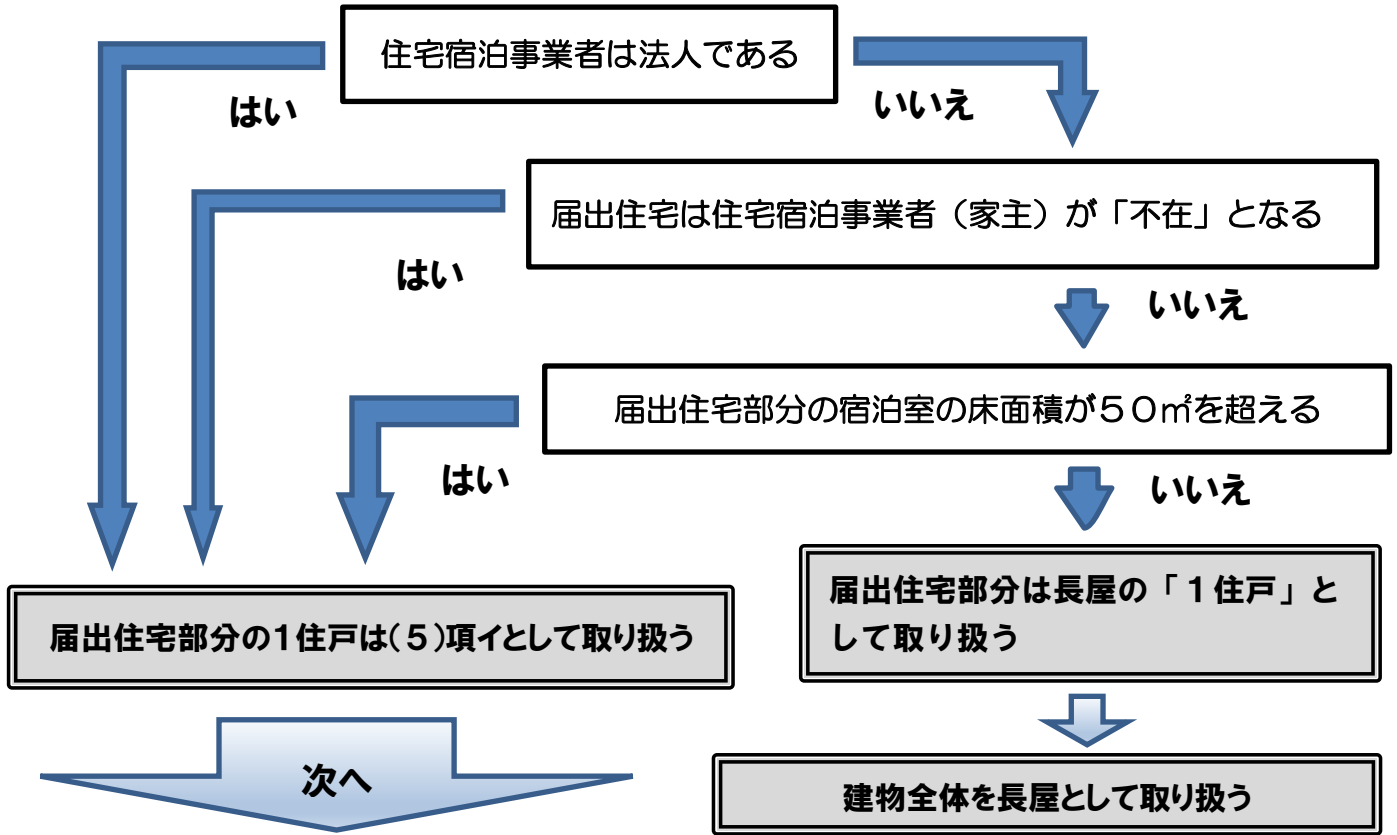 住宅宿泊事業者は法人である
はい
いいえ
届出住宅は住宅宿泊事業者（家主）が「不在」となる
はい
いいえ
届出住宅部分の宿泊室の床面積が５０㎡を超える
はい
いいえ
届出住宅部分の１住戸は（５）項イとして取り扱う
届出住宅部分は長屋の「１住戸」と
して取り扱う
次へ
建物全体を長屋として取り扱う